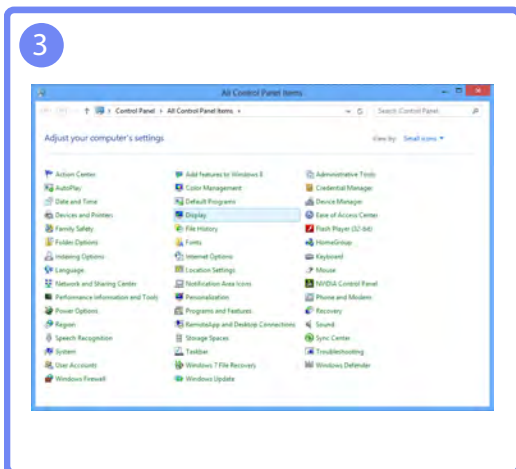 3
All Control Panel Items
Control Panel All Control Panel Items Search Control Panel
Adjust your computer's settings View by: Small icons
Action Center Add features to Windows 8 Administrative Tools
AutoPlay Color Management Credential Manager
Date and Time Default Programs Device Manager
Devices and Printers Display Ease of Access Center
Family Safety File History Flash Player (32-bit)
Folder Options Fonts HomeGroup
Indexing Options Internet Options Keyboard
Language Location Settings Mouse
Network and Sharing Center Notification Area Icons NVIDIA Control Panel
Performance Information and Tools Personalization Phone and Modem
Power Options Programs and Features Recovery
Region RemoteApp and Desktop Connections Sound
Speech Recognition Storage Spaces Sync Center
System Taskbar Troubleshooting
User Accounts Windows 7 File Recovery Windows Defender
Windows Firewall Windows Update